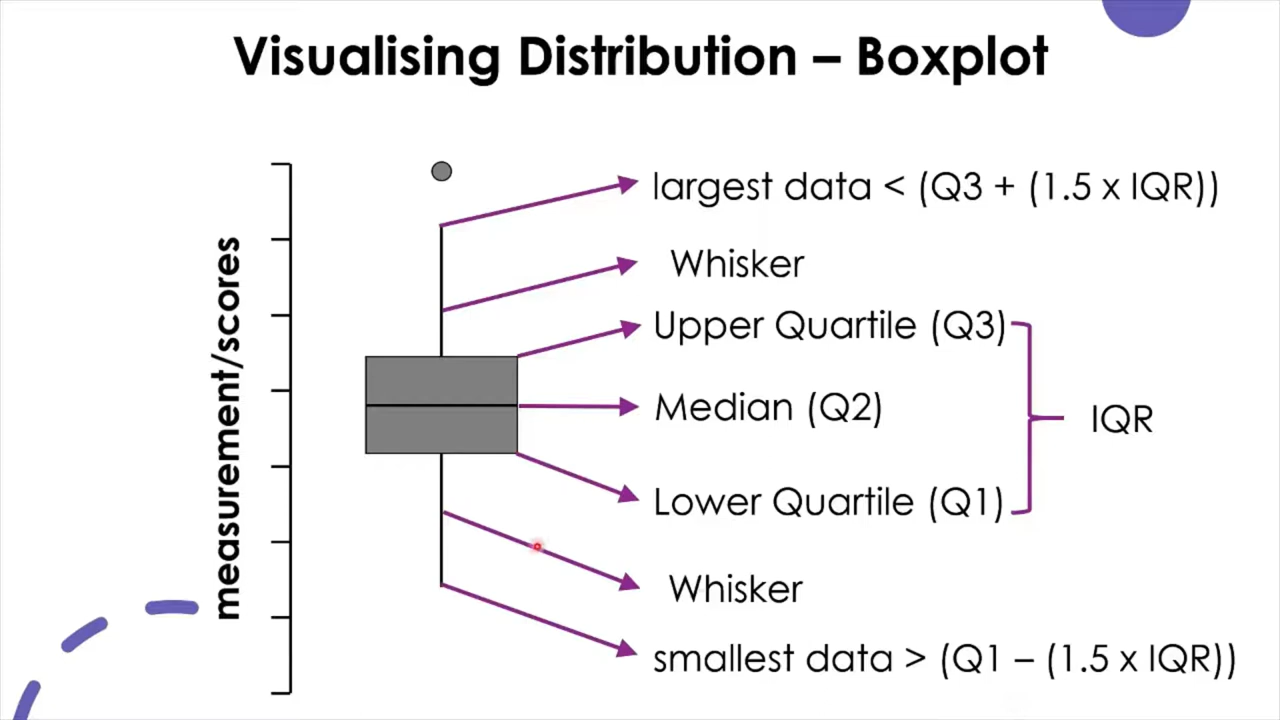 Visualising Distribution – Boxplot
measurement/scores
largest data < (Q3 + (1.5 x IQR))
Whisker
Upper Quartile (Q3)
Median (Q2)
IQR
Lower Quartile (Q1)
Whisker
smallest data > (Q1 – (1.5 x IQR))